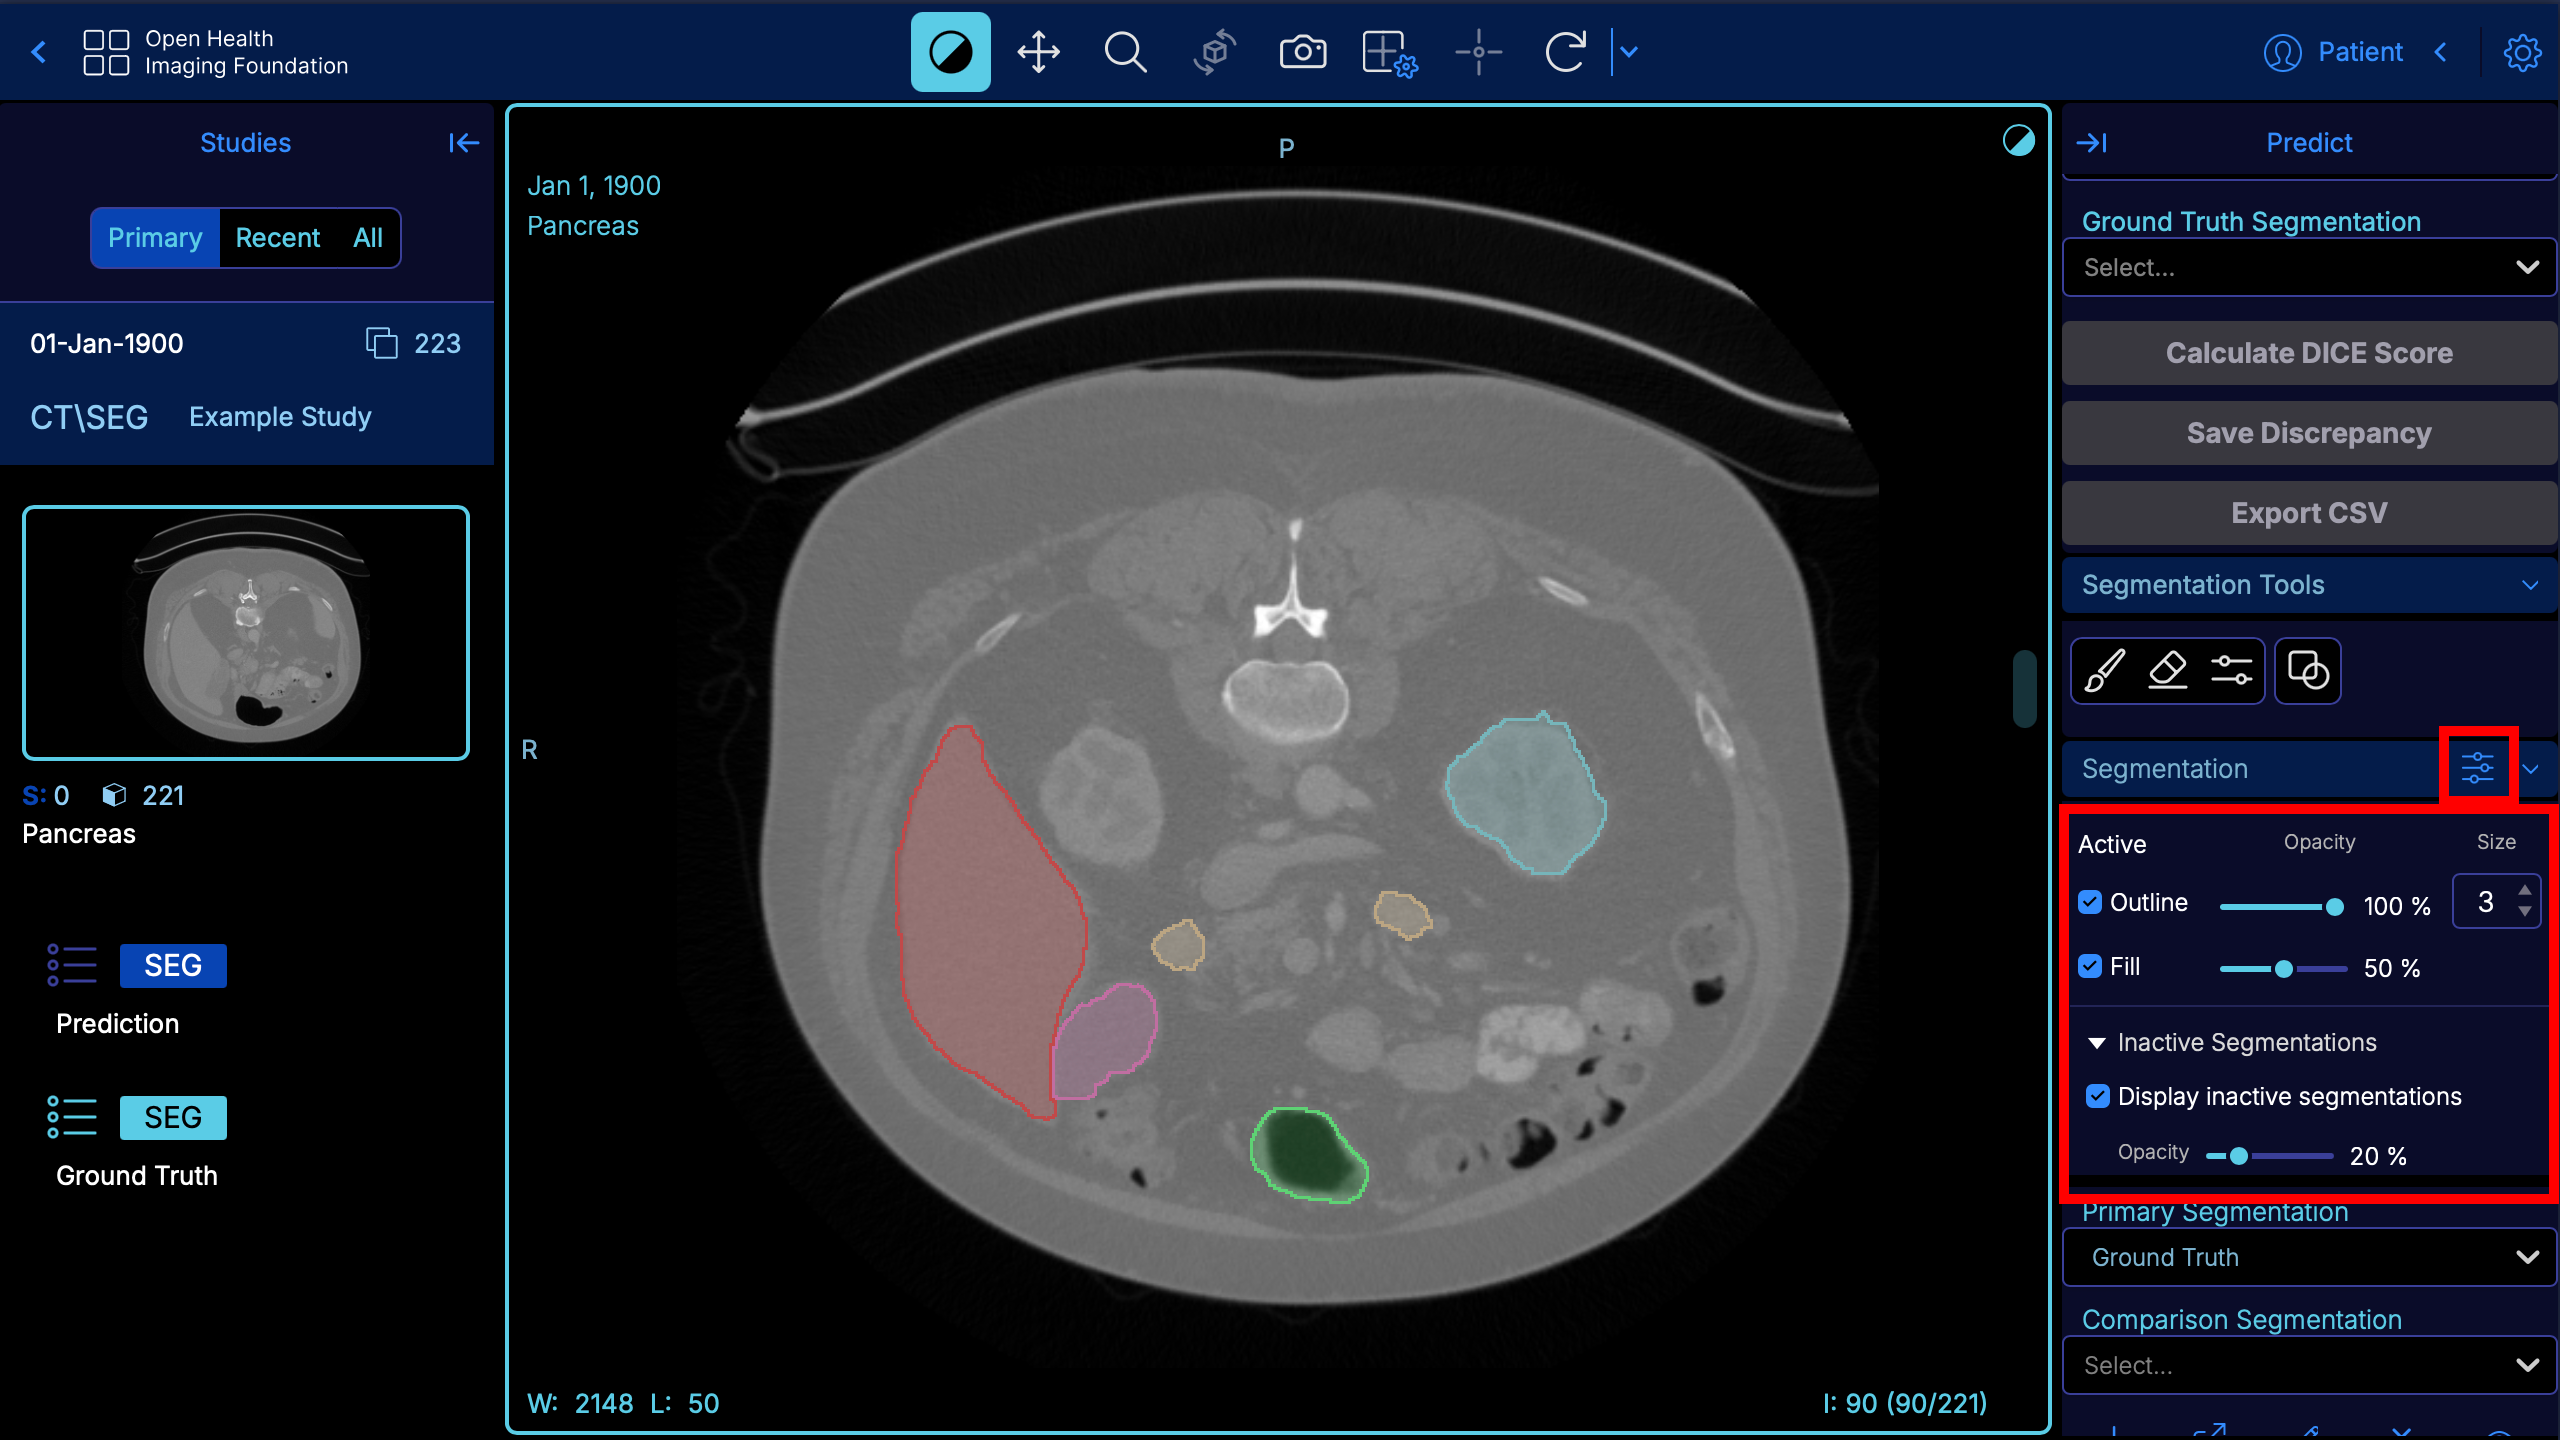 Open Health
Imaging Foundation
Patient
Studies
Primary Recent All
01-Jan-1900 223
CT\SEG Example Study
S: 0 221
Pancreas
SEG
Prediction
SEG
Ground Truth
P
Jan 1, 1900
Pancreas
R
W: 2148 L: 50
I: 90 (90/221)
Predict
Ground Truth Segmentation
Select...
Calculate DICE Score
Save Discrepancy
Export CSV
Segmentation Tools
Segmentation
Active Opacity Size
Outline 100 % 3
Fill 50 %
Inactive Segmentations
Display inactive segmentations
Opacity 20 %
Primary Segmentation
Ground Truth
Comparison Segmentation
Select...